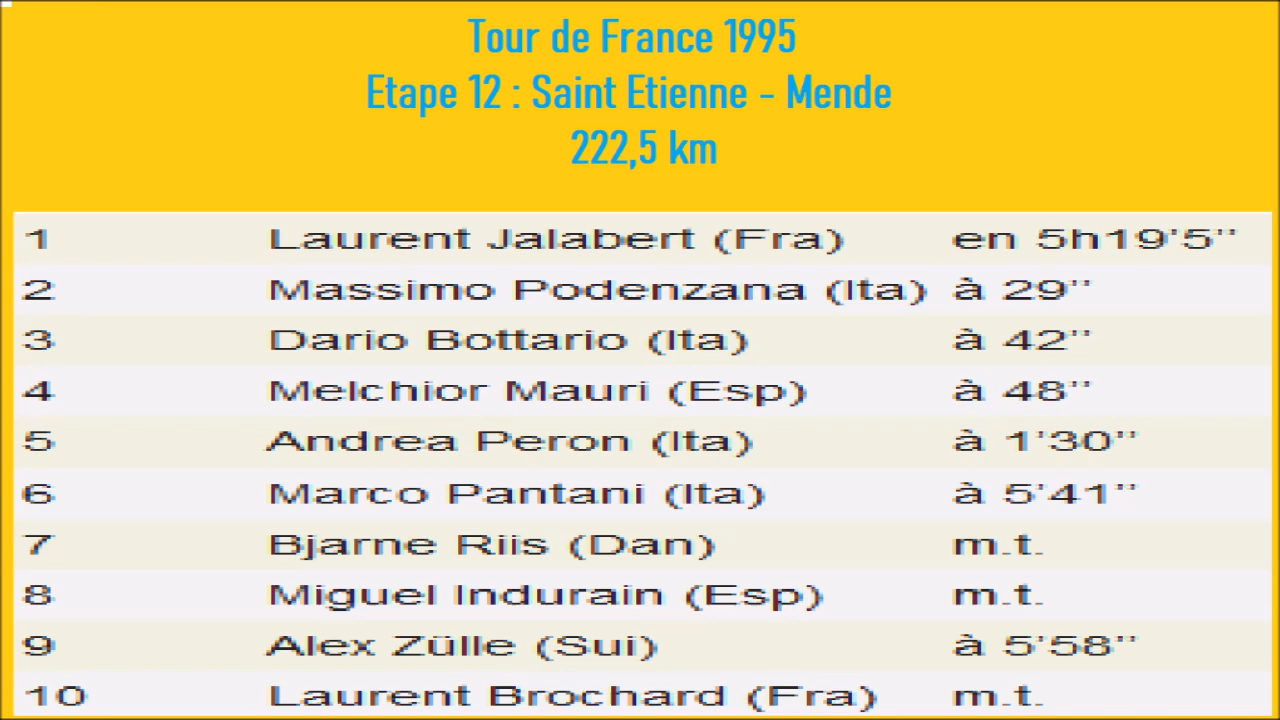 Tour de France 1995
Etape 12 : Saint Etienne - Mende
222,5 km
1 Laurent Jalabert (Fra) en 5h19'5''
2 Massimo Podenzana (Ita) à 29''
3 Dario Bottario (Ita) à 42''
4 Melchior Mauri (Esp) à 48''
5 Andrea Peron (Ita) à 1'30''
6 Marco Pantani (Ita) à 5'41''
7 Bjarne Riis (Dan) m.t.
8 Miguel Indurain (Esp) m.t.
9 Alex Zülle (Sui) à 5'58''
10 Laurent Brochard (Fra) m.t.